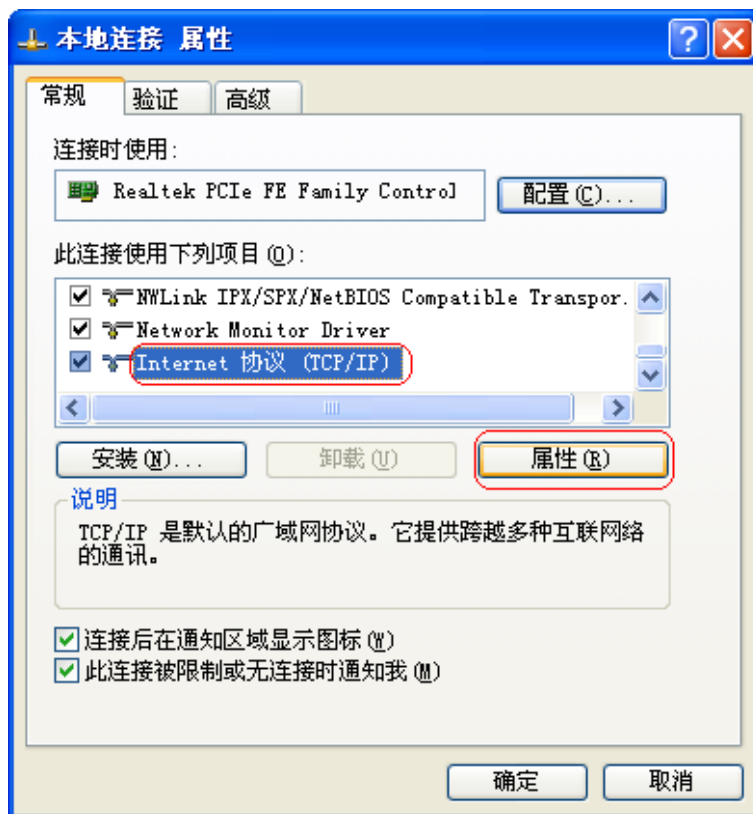 本地连接 属性
常规 验证 高级
连接时使用:
Realtek PCIe FE Family Control 配置(C)...
此连接使用下列项目(O):
NWLink IPX/SPX/NetBIOS Compatible Transpor.
Network Monitor Driver
Internet 协议 (TCP/IP)
安装(N)... 卸载(U) 属性(R)
说明
TCP/IP 是默认的广域网协议。它提供跨越多种互联网络
的通讯。
连接后在通知区域显示图标(W)
此连接被限制或无连接时通知我(M)
确定 取消